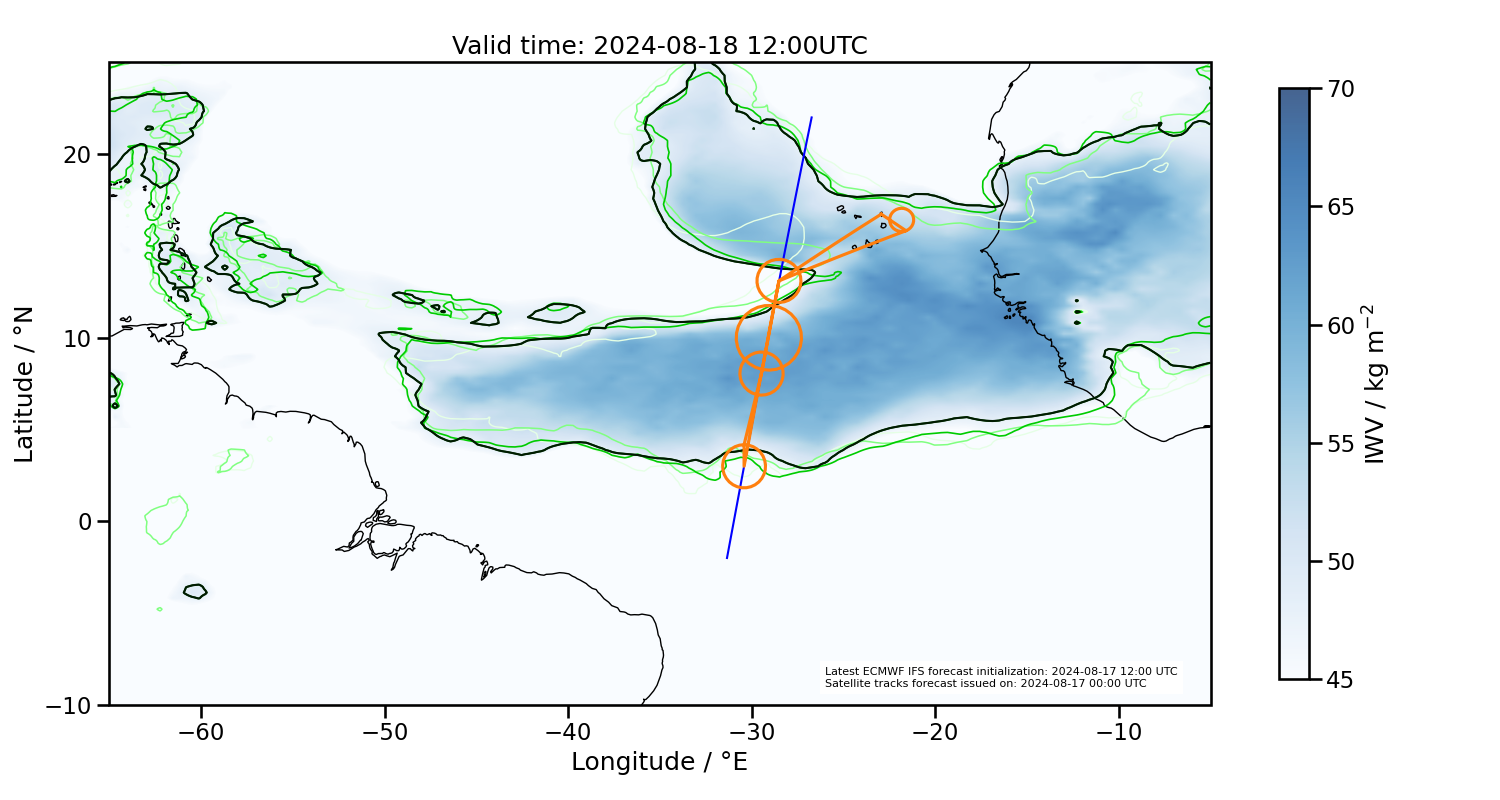 Valid time: 2024-08-18 12:00UTC
Latitude / °N
20
10
0
−10
−60
−50
−40
−30
−20
−10
Longitude / °E
Latest ECMWF IFS forecast initialization: 2024-08-17 12:00 UTC
Satellite tracks forecast issued on: 2024-08-17 00:00 UTC
70
65
60
55
50
45
IWV / kg m⁻²